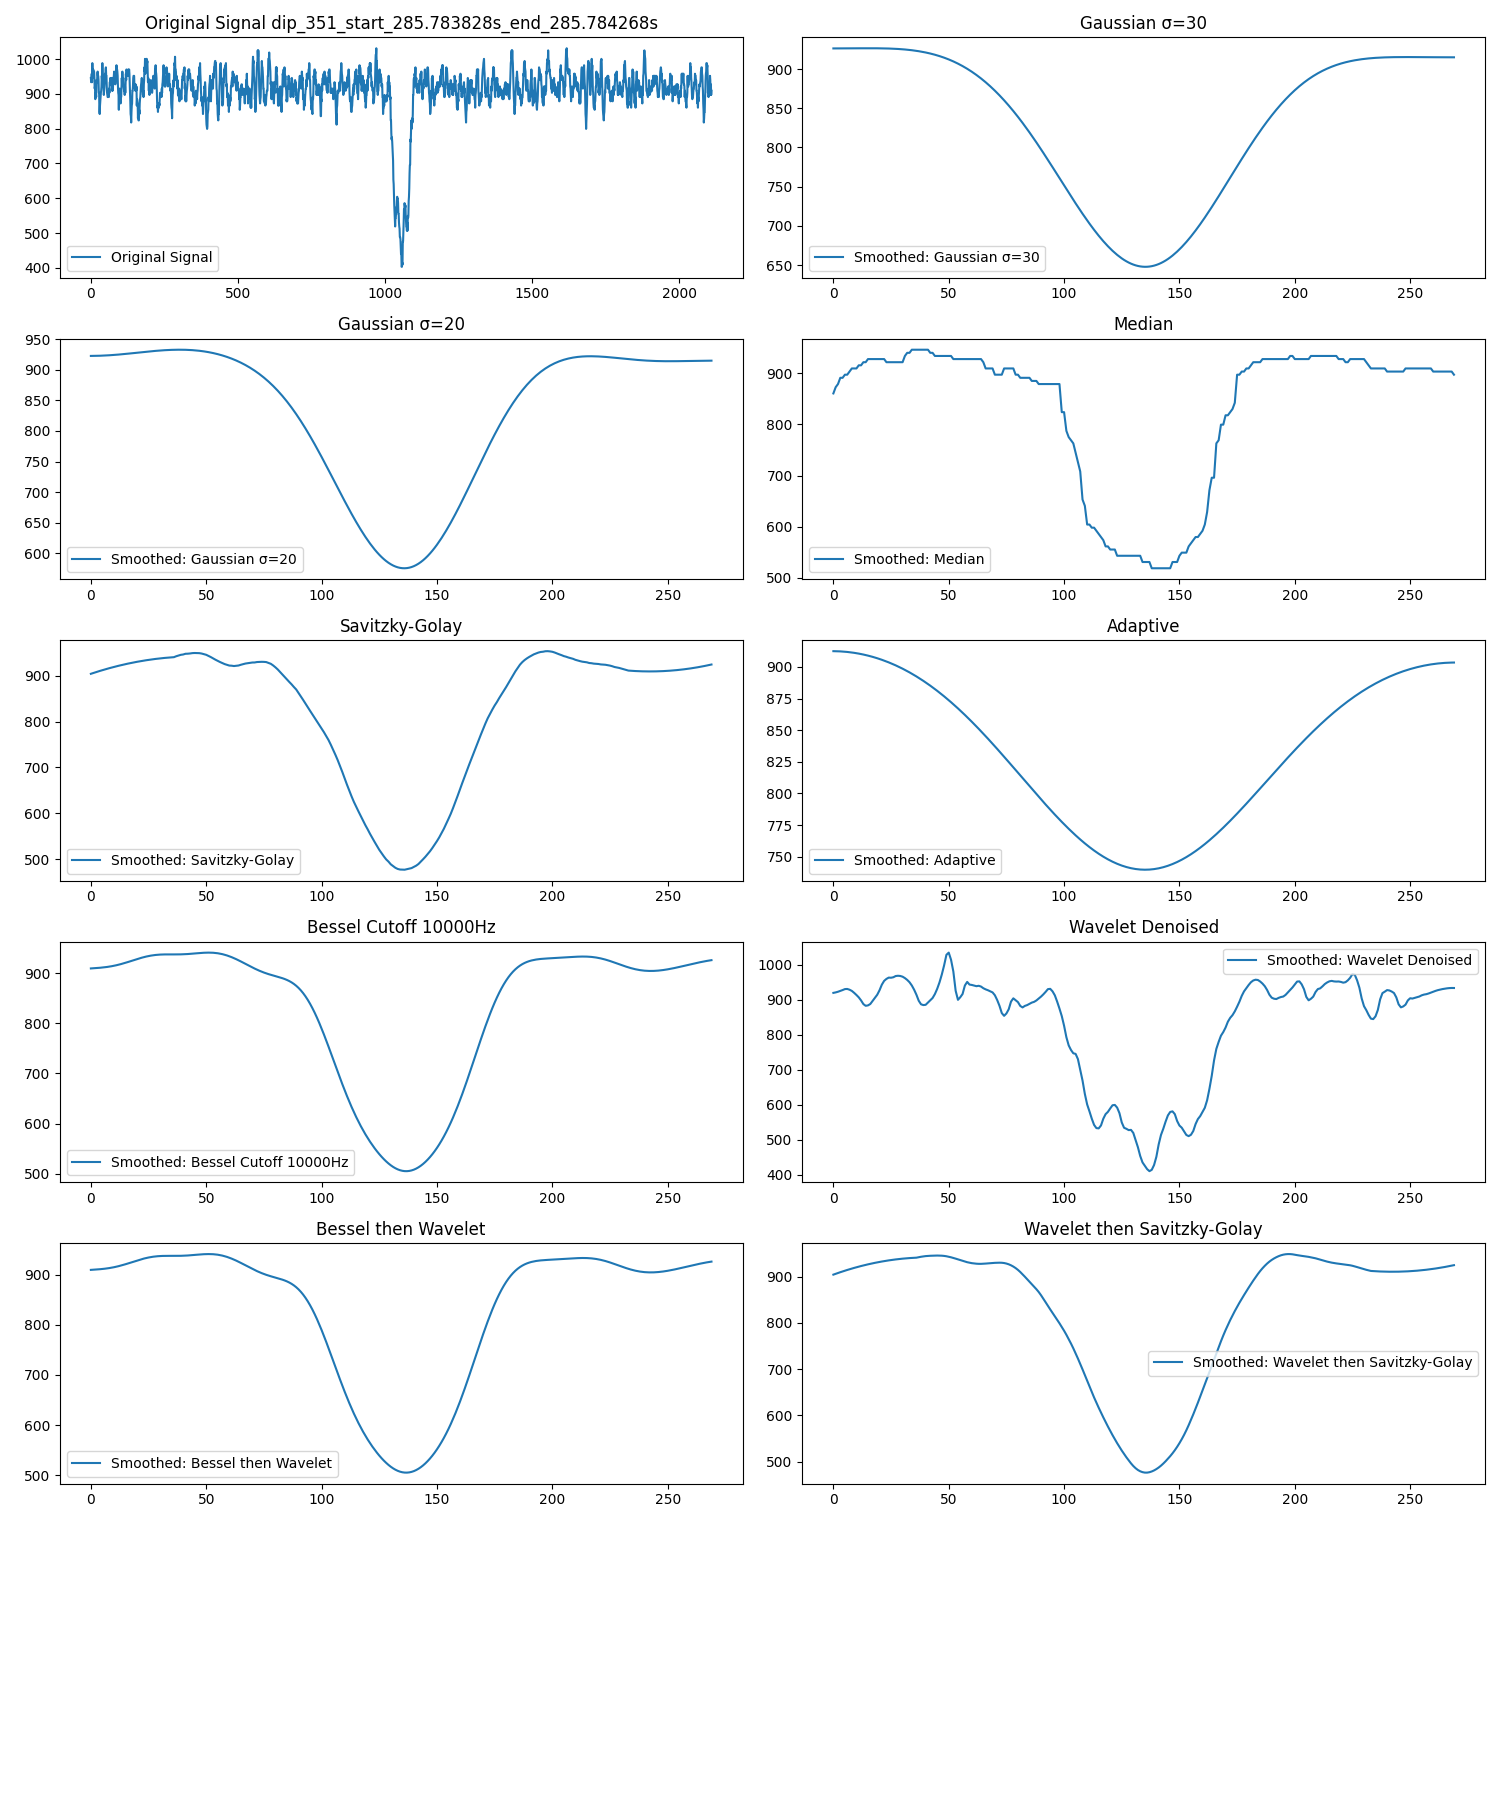 Original Signal dip_351_start_285.783828s_end_285.784268s
1000
900
800
700
600
500
400
Original Signal
0 500 1000 1500 2000
Gaussian σ=30
900
850
800
750
700
650
Smoothed: Gaussian σ=30
0 50 100 150 200 250
Gaussian σ=20
950
900
850
800
750
700
650
600
Smoothed: Gaussian σ=20
0 50 100 150 200 250
Median
900
800
700
600
500
Smoothed: Median
0 50 100 150 200 250
Savitzky-Golay
900
800
700
600
500
Smoothed: Savitzky-Golay
0 50 100 150 200 250
Adaptive
900
875
850
825
800
775
750
Smoothed: Adaptive
0 50 100 150 200 250
Bessel Cutoff 10000Hz
900
800
700
600
500
Smoothed: Bessel Cutoff 10000Hz
0 50 100 150 200 250
Wavelet Denoised
1000
900
800
700
600
500
400
Smoothed: Wavelet Denoised
0 50 100 150 200 250
Bessel then Wavelet
900
800
700
600
500
Smoothed: Bessel then Wavelet
0 50 100 150 200 250
Wavelet then Savitzky-Golay
900
800
700
600
500
Smoothed: Wavelet then Savitzky-Golay
0 50 100 150 200 250